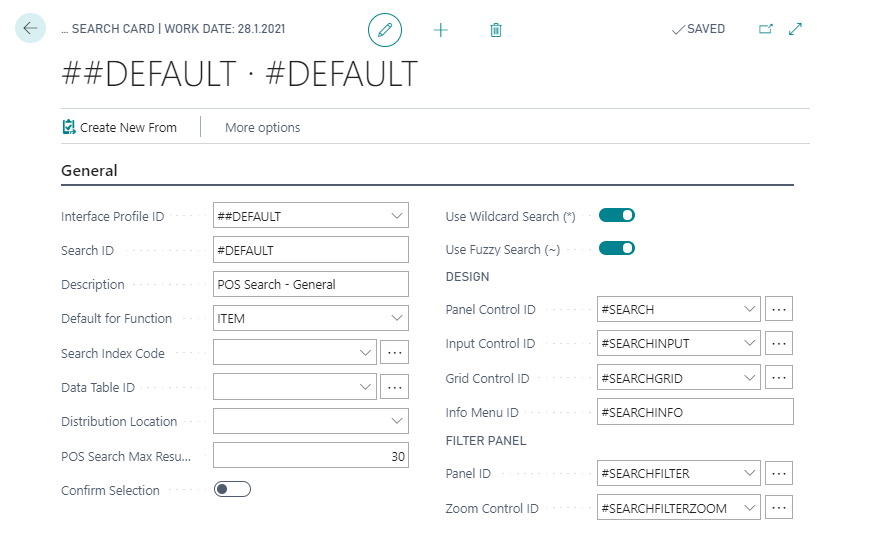 ... SEARCH CARD | WORK DATE: 28.1.2021
SAVED
##DEFAULT · #DEFAULT
Create New From
More options
General
Interface Profile ID
##DEFAULT
Search ID
#DEFAULT
Description
POS Search - General
Default for Function
ITEM
Search Index Code
Data Table ID
Distribution Location
POS Search Max Resu...
30
Confirm Selection
Use Wildcard Search (*)
Use Fuzzy Search (~)
DESIGN
Panel Control ID
#SEARCH
Input Control ID
#SEARCHINPUT
Grid Control ID
#SEARCHGRID
Info Menu ID
#SEARCHINFO
FILTER PANEL
Panel ID
#SEARCHFILTER
Zoom Control ID
#SEARCHFILTERZOOM